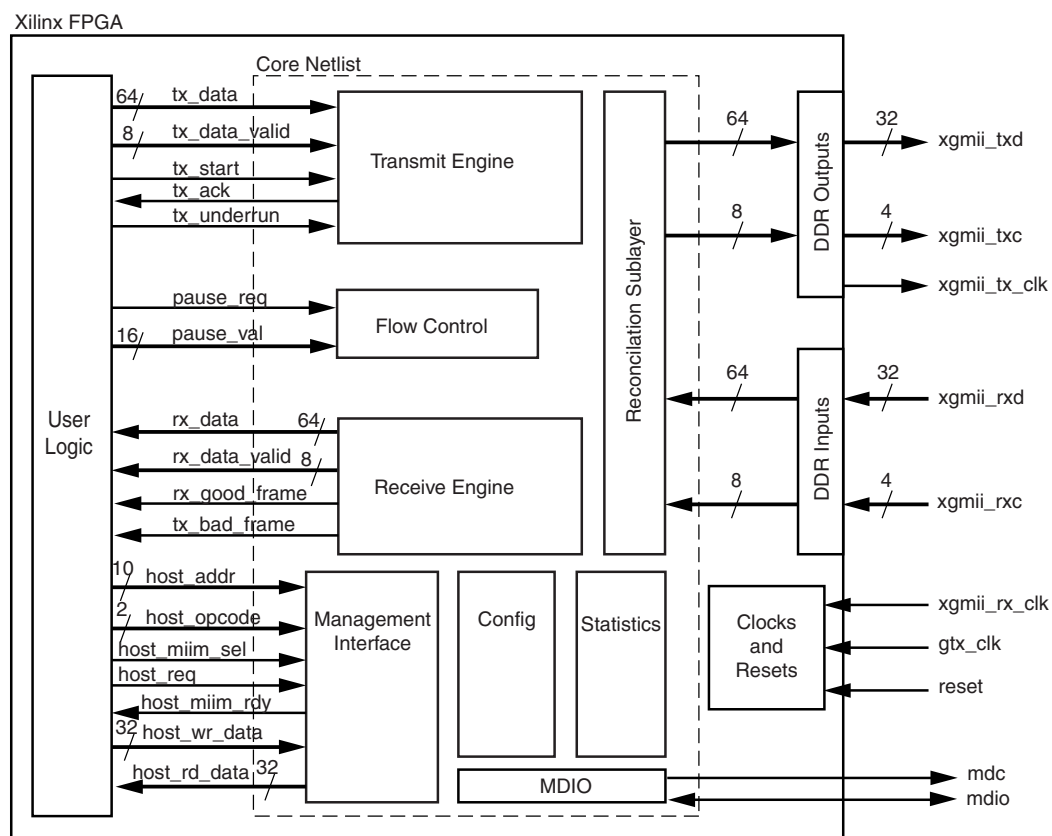 Xilinx FPGA
Core Netlist
64 tx_data
8 tx_data_valid
tx_start
tx_ack
tx_underrun
Transmit Engine
pause_req
16 pause_val
Flow Control
User
Logic
rx_data 64
rx_data_valid 8
rx_good_frame
tx_bad_frame
Receive Engine
Reconcilation Sublayer
64
8
DDR Outputs
32 xgmii_txd
4 xgmii_txc
xgmii_tx_clk
64
8
DDR Inputs
32 xgmii_rxd
4 xgmii_rxc
10 host_addr
2 host_opcode
host_miim_sel
host_req
host_miim_rdy
32 host_wr_data
host_rd_data 32
Management
Interface
Config
Statistics
MDIO
Clocks
and
Resets
xgmii_rx_clk
gtx_clk
reset
mdc
mdio